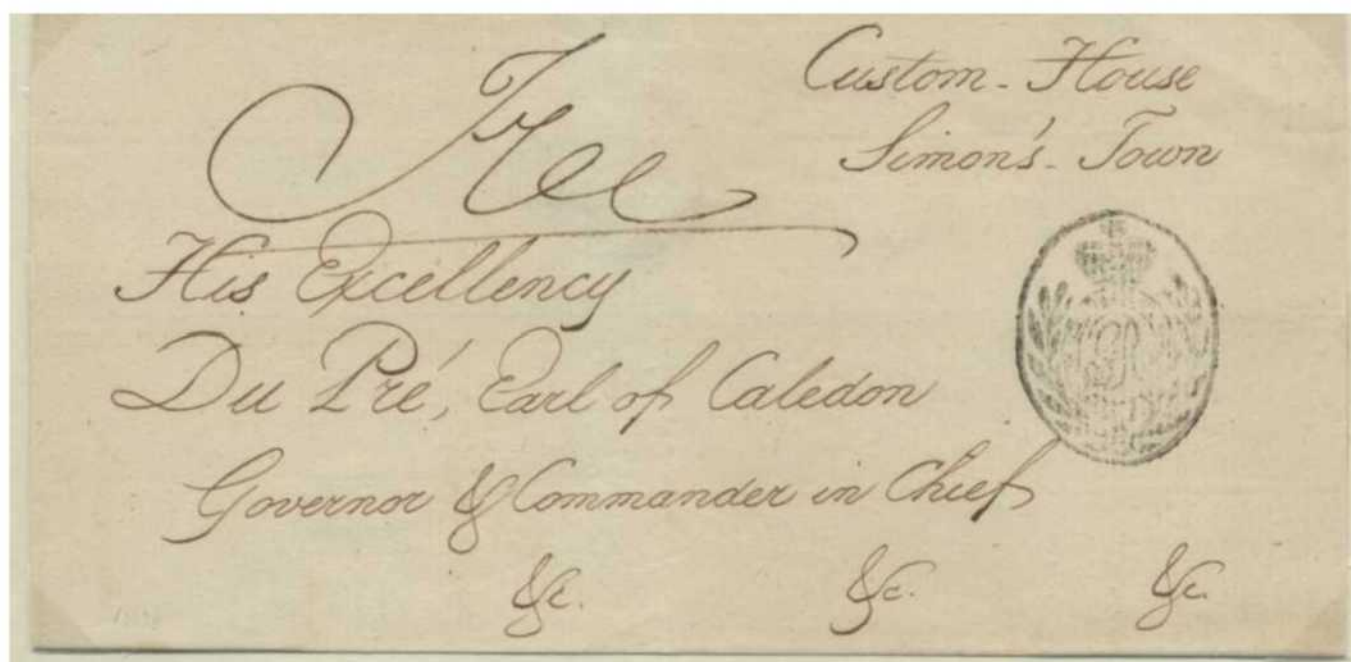 Free
Custom-House
Simon's-Town
His Excellency
Du Pré, Earl of Caledon
Governor & Commander in Chief
&c. &c. &c.